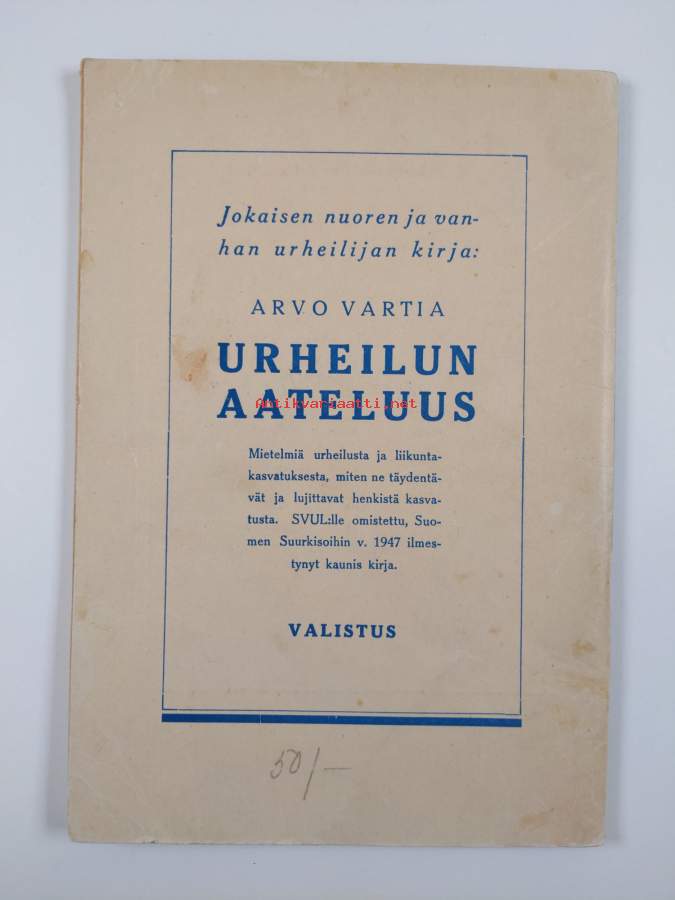 Jokaisen nuoren ja van-
han urheilijan kirja:
ARVO VARTIA
URHEILUN
AATELUUS
Antikvariaatti.net
Mietelmiä urheilusta ja liikunta-
kasvatuksesta, miten ne täydentä-
vät ja lujittavat henkistä kasva-
tusta. SVUL:lle omistettu, Suo-
men Suurkisoihin v. 1947 ilmes-
tynyt kaunis kirja.
VALISTUS
50/—